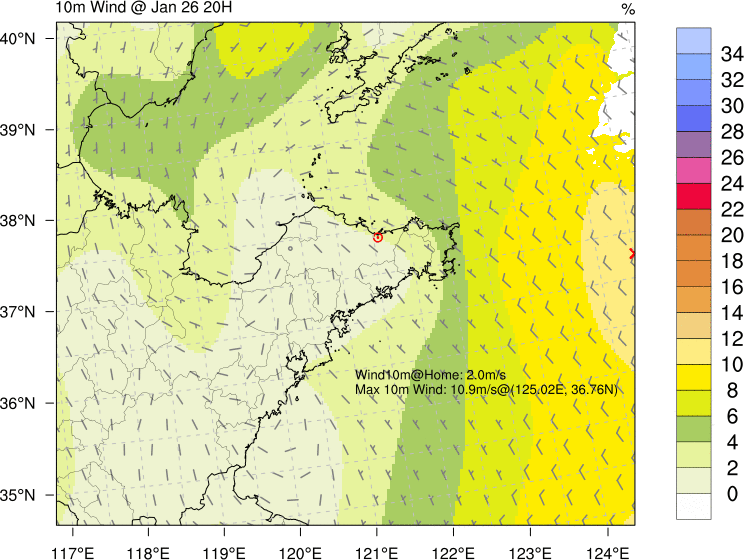 10m Wind @ Jan 26 20H
%
40°N
39°N
38°N
37°N
36°N
35°N
Wind10m@Home: 2.0m/s
Max 10m Wind: 10.9m/s@(125.02E, 36.76N)
117°E 118°E 119°E 120°E 121°E 122°E 123°E 124°E
34
32
30
28
26
24
22
20
18
16
14
12
10
8
6
4
2
0